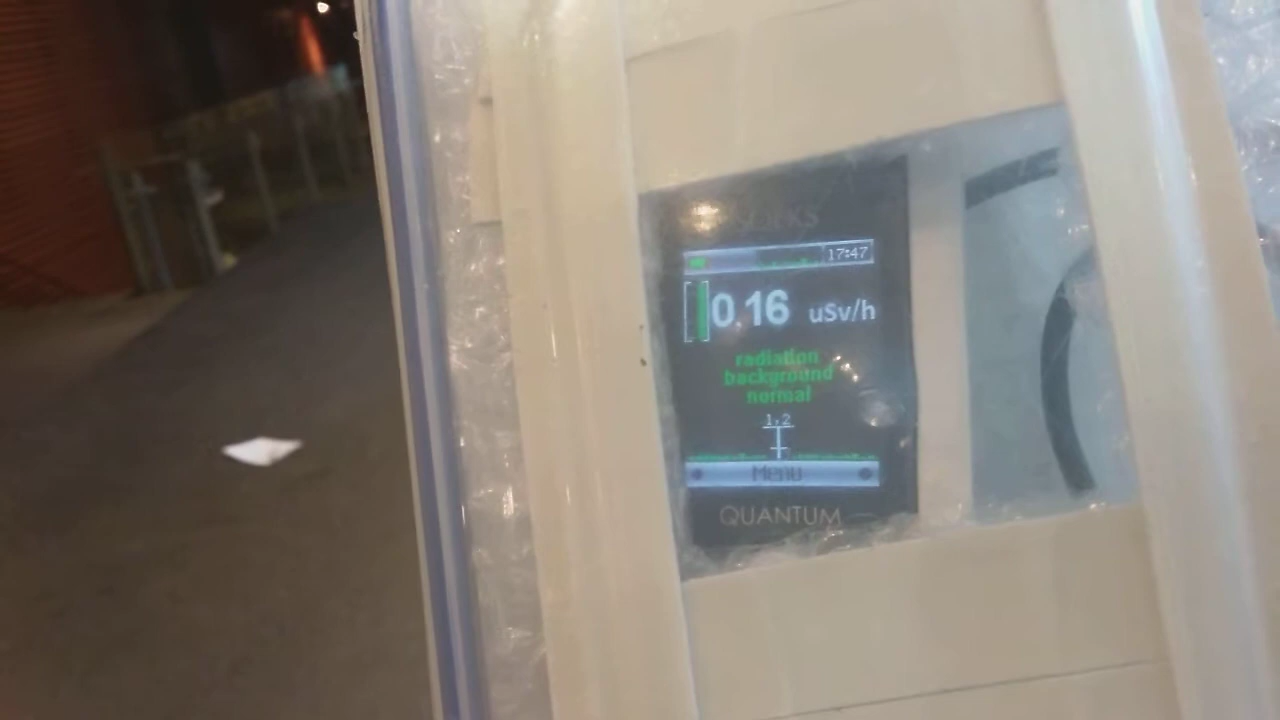 17:47
0 16 uSv/h
radiation
background
normal
1,2
Menu
QUANTUM